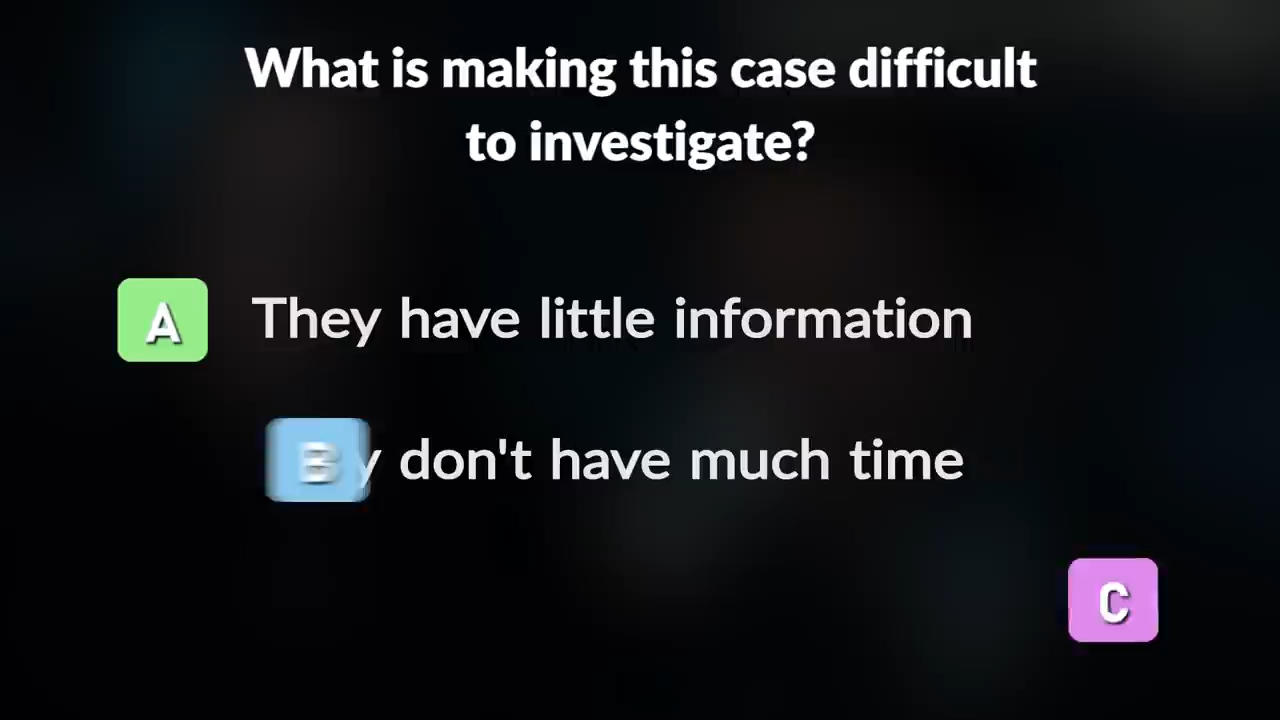 What is making this case difficult
to investigate?
A They have little information
B y don't have much time
C